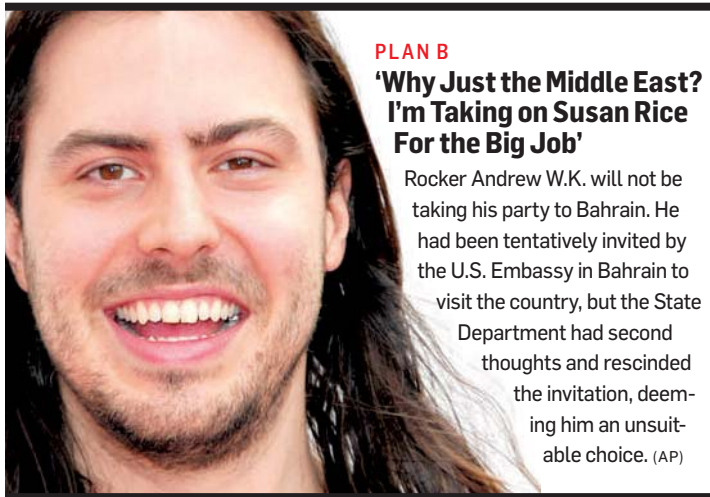 PLAN B
‘Why Just the Middle East?
I’m Taking on Susan Rice
For the Big Job’
Rocker Andrew W.K. will not be
taking his party to Bahrain. He
had been tentatively invited by
the U.S. Embassy in Bahrain to
visit the country, but the State
Department had second
thoughts and rescinded
the invitation, deem-
ing him an unsuit-
able choice. (AP)